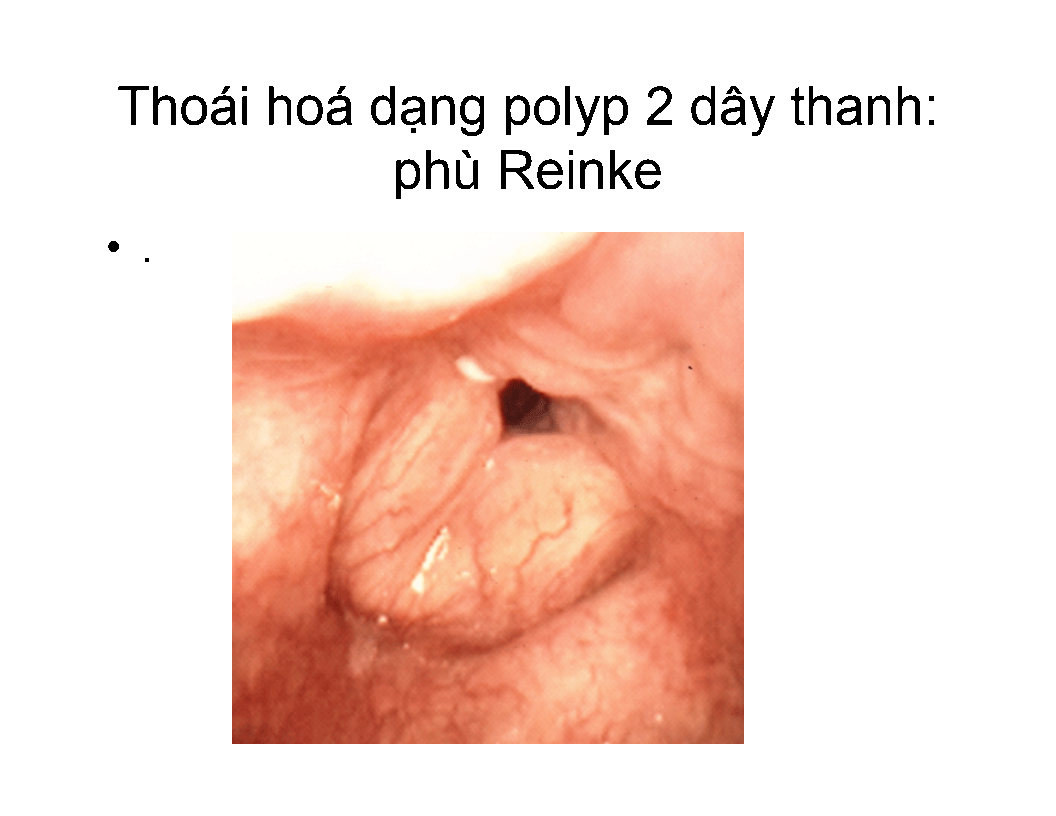 Thoái hoá dạng polyp 2 dây thanh:
phù Reinke
• .